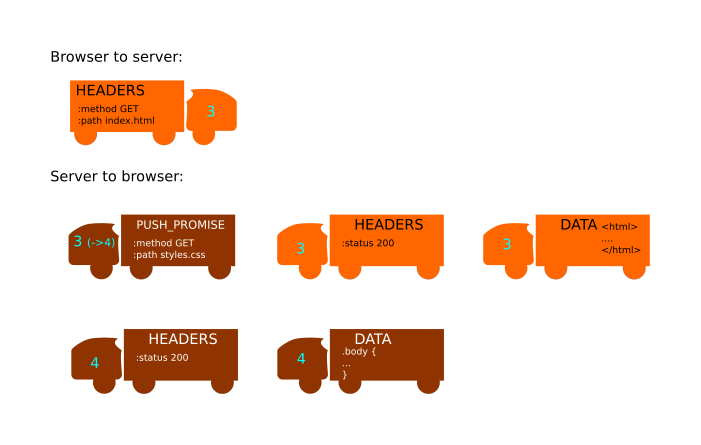 Browser to server:
HEADERS
:method GET
:path index.html
3
Server to browser:
3 (->4)
PUSH_PROMISE
:method GET
:path styles.css
3
HEADERS
:status 200
3
DATA
<html>
....
</html>
4
HEADERS
:status 200
4
DATA
.body {
...
}